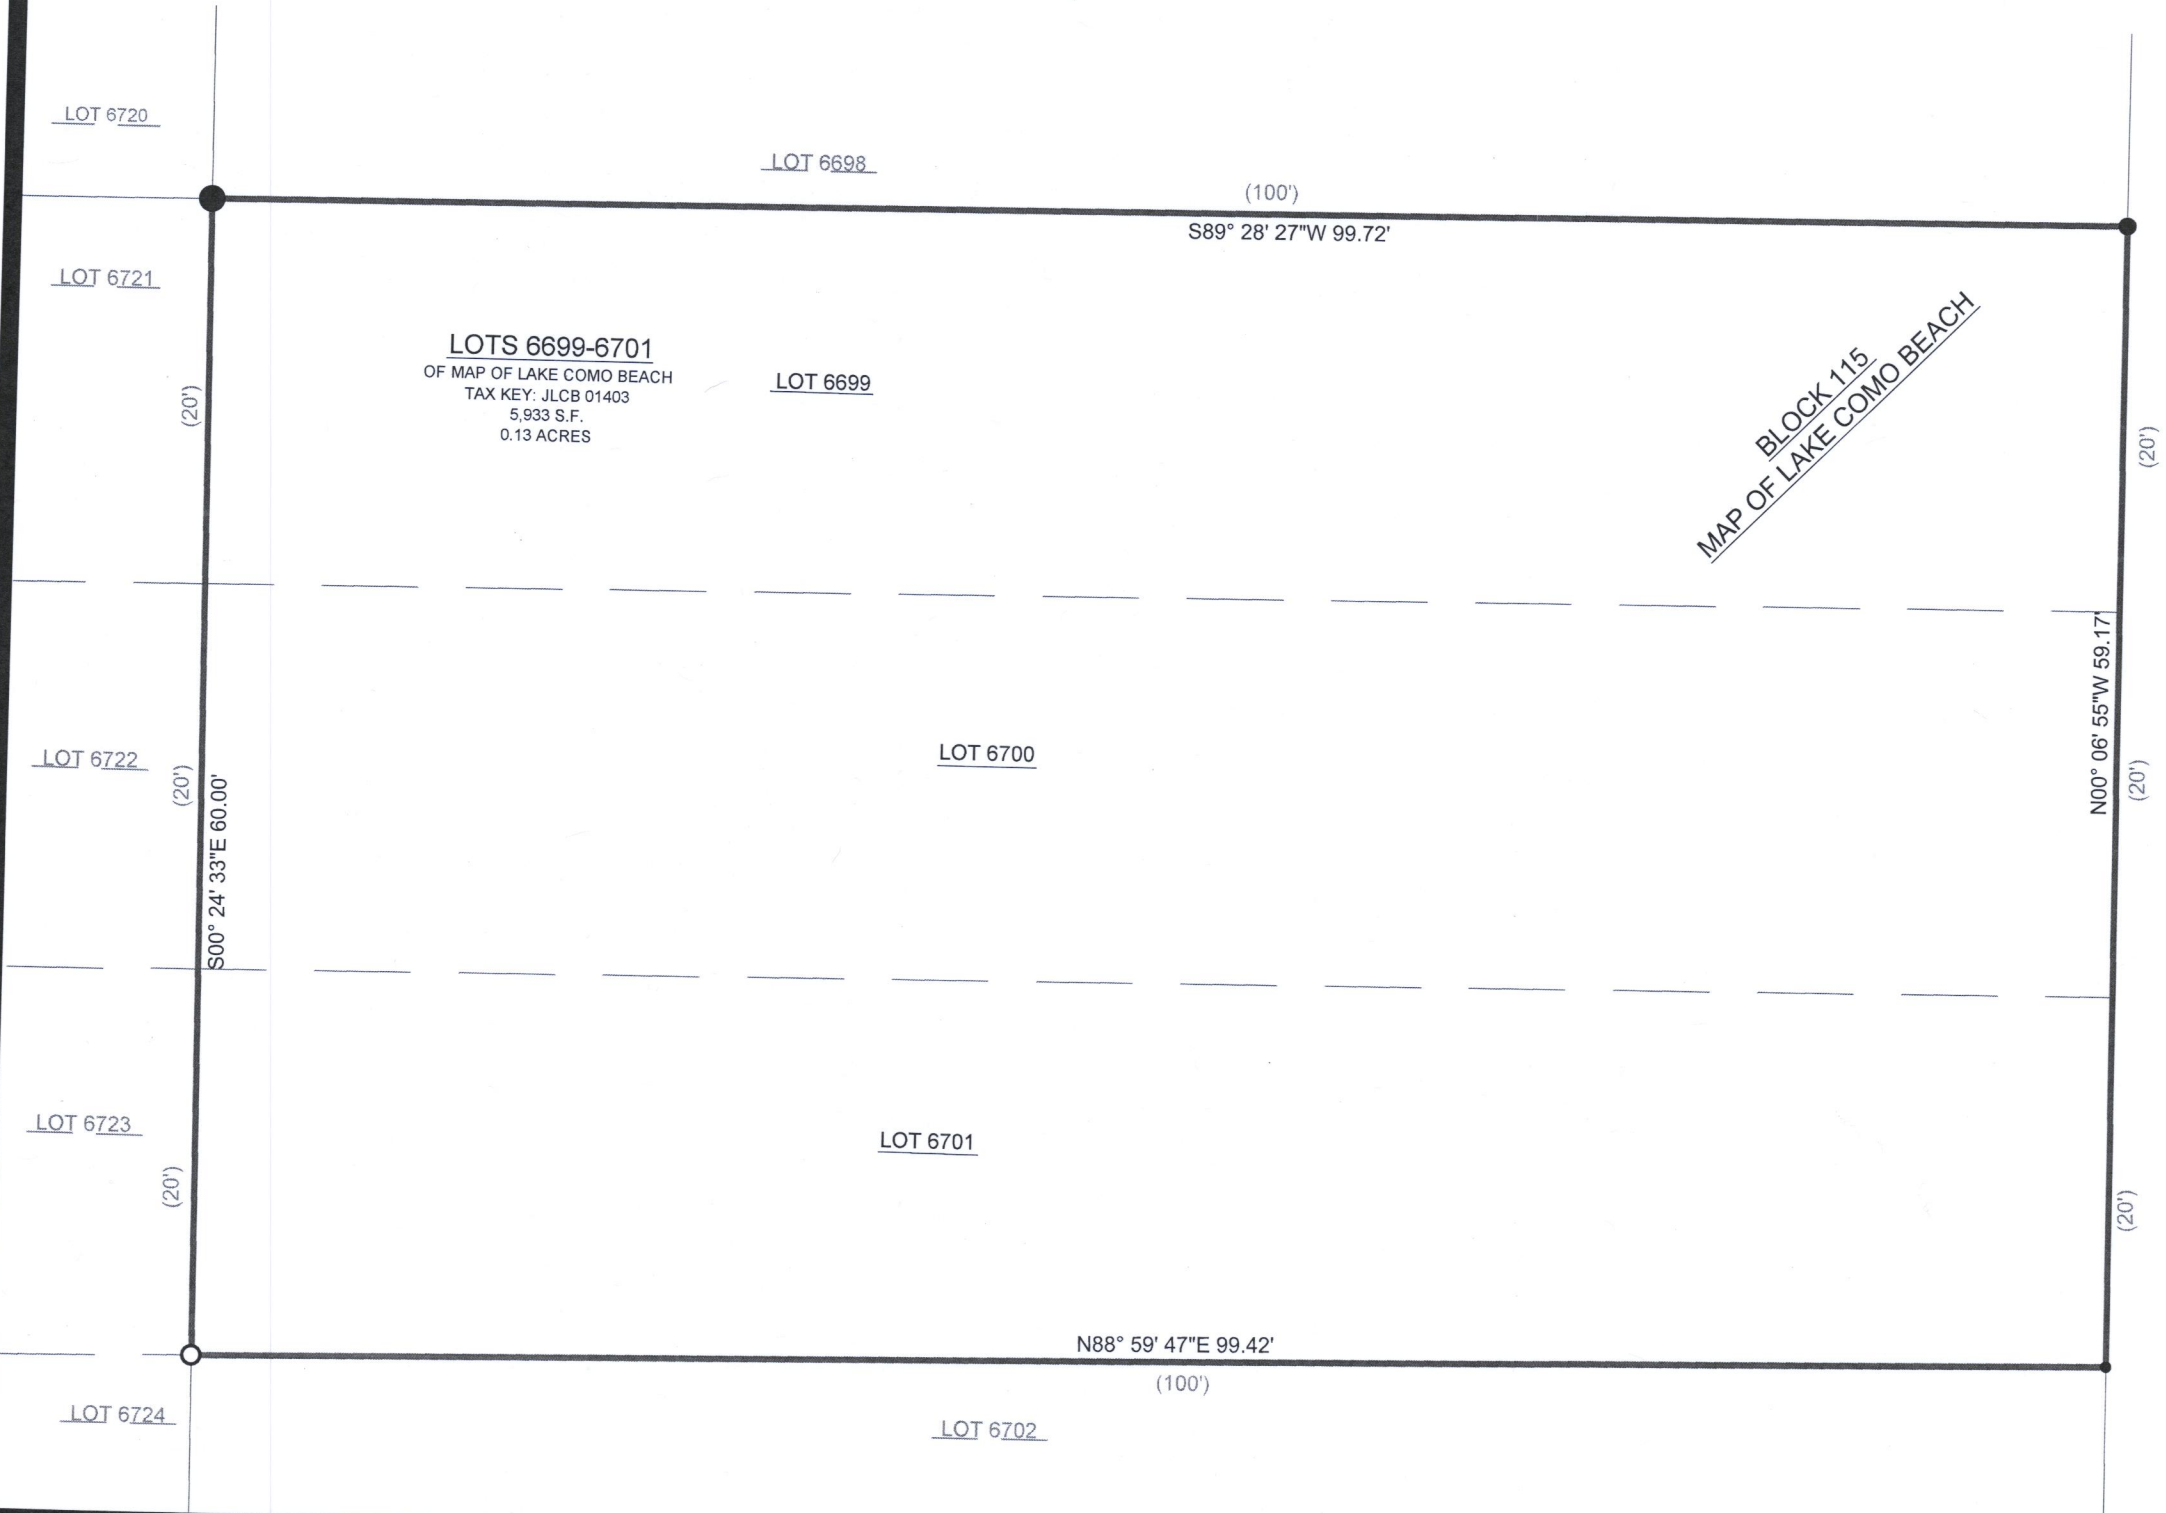 LOT 6720
LOT 6698
(100')
S89° 28' 27"W 99.72'
LOT 6721
LOTS 6699-6701
OF MAP OF LAKE COMO BEACH
TAX KEY: JLCB 01403
5,933 S.F.
0.13 ACRES
LOT 6699
BLOCK 115
MAP OF LAKE COMO BEACH
(20')
(20')
LOT 6722
(20')
S00° 24' 33"E 60.00'
LOT 6700
N00° 06' 55"W 59.17'
(20')
LOT 6723
(20')
LOT 6701
(20')
N88° 59' 47"E 99.42'
(100')
LOT 6724
LOT 6702